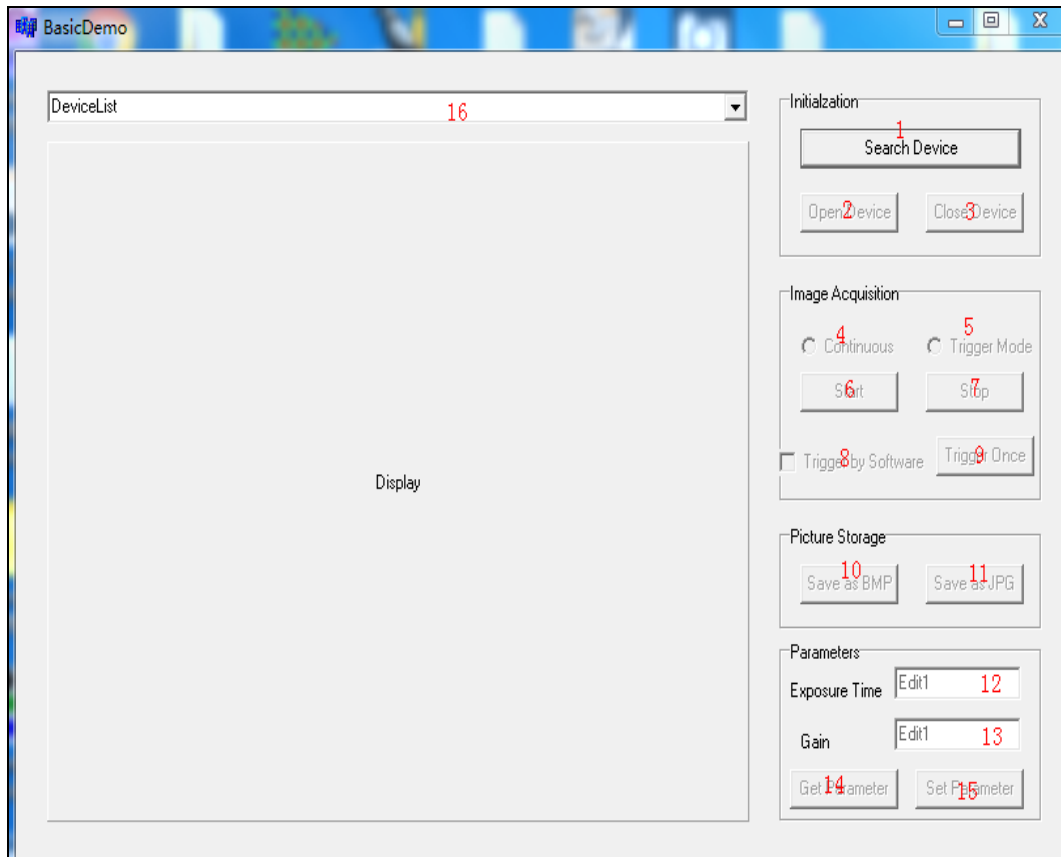 BasicDemo
DeviceList 16
Display
Initialzation
1
Search Device
Open Device 2
Close Device 3
Image Acquisition
4 5
Continuous Trigger Mode
Start 6
Stop 7
Trigger by Software 8
Trigger Once 9
Picture Storage
10 11
Save as BMP Save as JPG
Parameters
Exposure Time Edit1 12
Gain Edit1 13
Get Parameter 14
Set Parameter 15